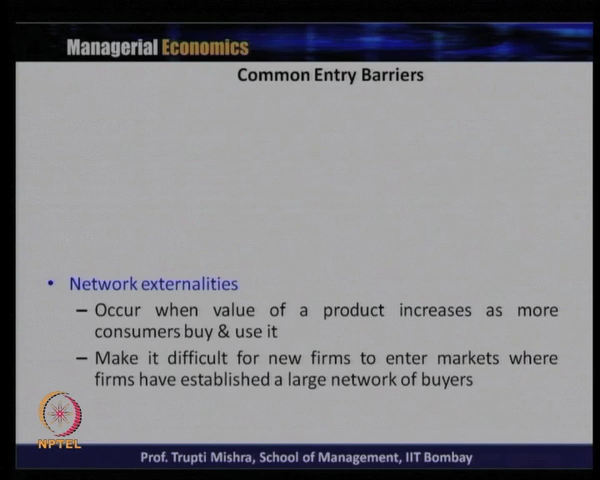 Managerial Economics
Common Entry Barriers
• Network externalities
– Occur when value of a product increases as more
consumers buy & use it
– Make it difficult for new firms to enter markets where
firms have established a large network of buyers
NPTEL
Prof. Trupti Mishra, School of Management, IIT Bombay